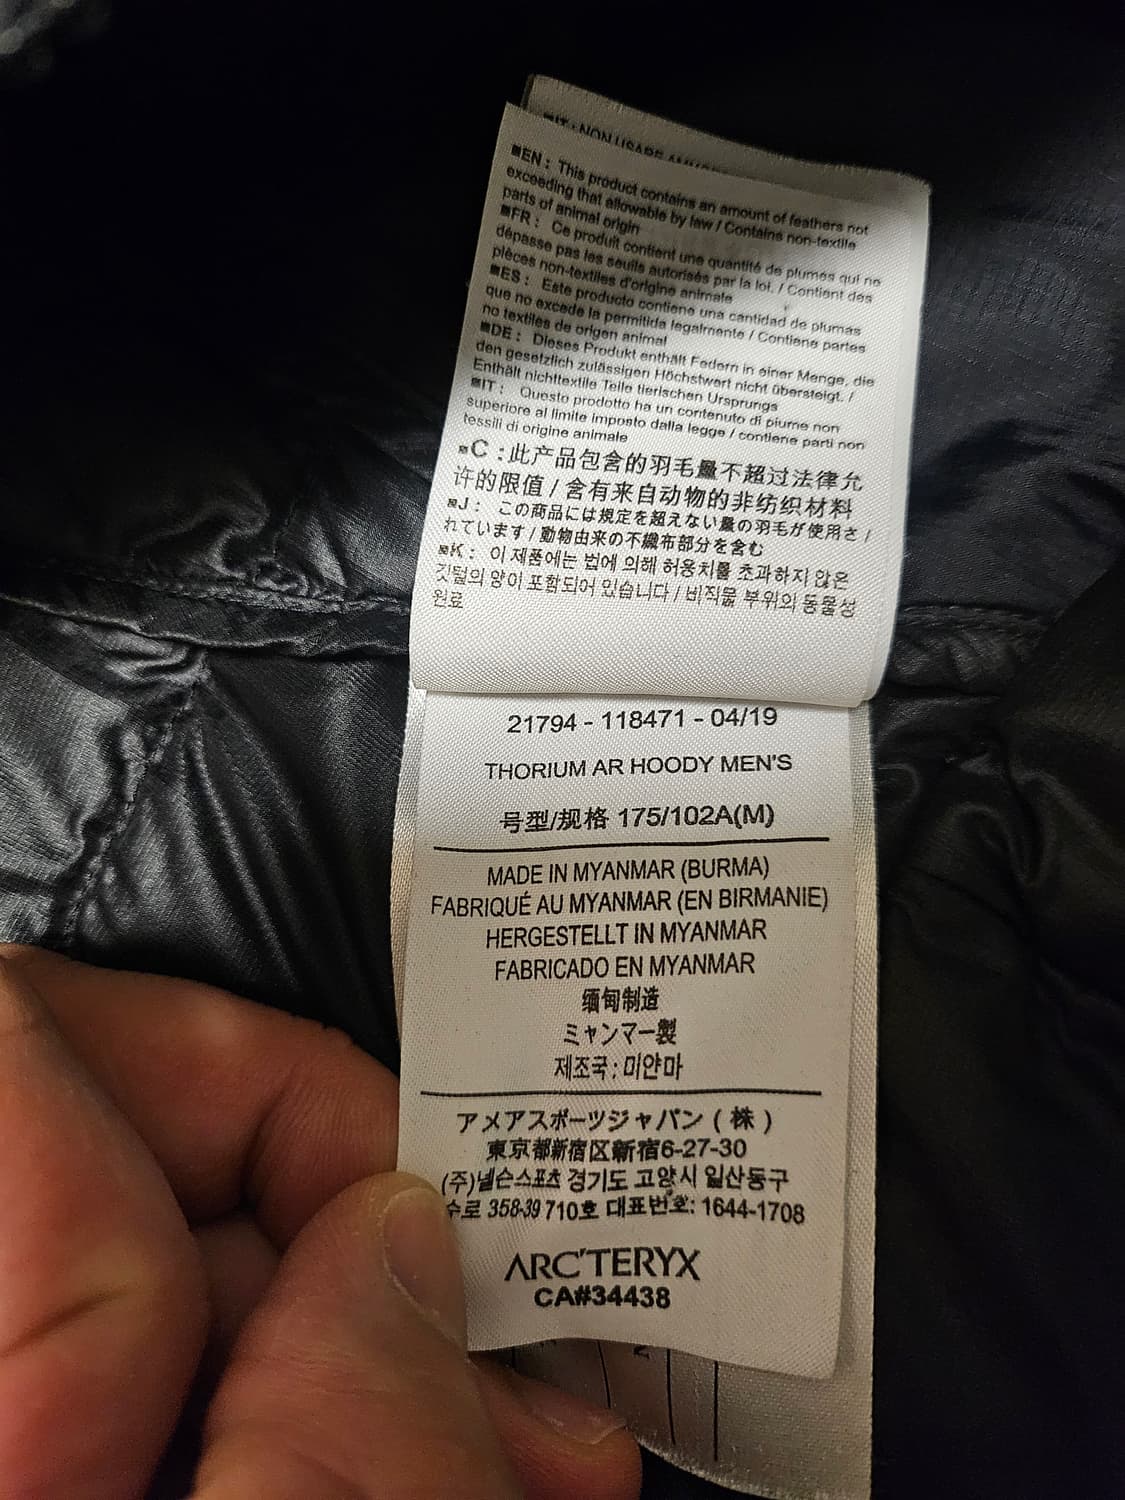 ■IT : NON USARE
■EN : This product contains an amount of feathers not
exceeding that allowable by law / Contains non-textile
parts of animal origin
■FR : Ce produit contient une quantité de plumes qui ne
dépasse pas les seuils autorisés par la loi. / Contient des
pièces non-textiles d'origine animale
■ES : Este producto contiene una cantidad de plumas
que no excede la permitida legalmente / Contiene partes
no textiles de origen animal
■DE : Dieses Produkt enthält Federn in einer Menge, die
den gesetzlich zulässigen Höchstwert nicht übersteigt. /
Enthält nichttextile Teile tierischen Ursprungs
■IT : Questo prodotto ha un contenuto di piume non
superiore al limite imposto dalla legge / contiene parti non
tessili di origine animale
■C : 此产品包含的羽毛量不超过法律允
许的限值 / 含有来自动物的非纺织材料
■J : この商品には規定を超えない量の羽毛が使用さ /
れています / 動物由来の不織布部分を含む
■K : 이 제품에는 법에 의해 허용치를 초과하지 않은
깃털의 양이 포함되어 있습니다 / 비직물 부위의 동물성
원료
21794 - 118471 - 04/19
THORIUM AR HOODY MEN'S
号型/规格 175/102A(M)
MADE IN MYANMAR (BURMA)
FABRIQUÉ AU MYANMAR (EN BIRMANIE)
HERGESTELLT IN MYANMAR
FABRICADO EN MYANMAR
缅甸制造
ミャンマー製
제조국 : 미얀마
アメアスポーツジャパン ( 株 )
東京都新宿区新宿6-27-30
(주)넬슨스포츠 경기도 고양시 일산동구
수로 358-39 710호 대표번호: 1644-1708
ARC'TERYX
CA#34438